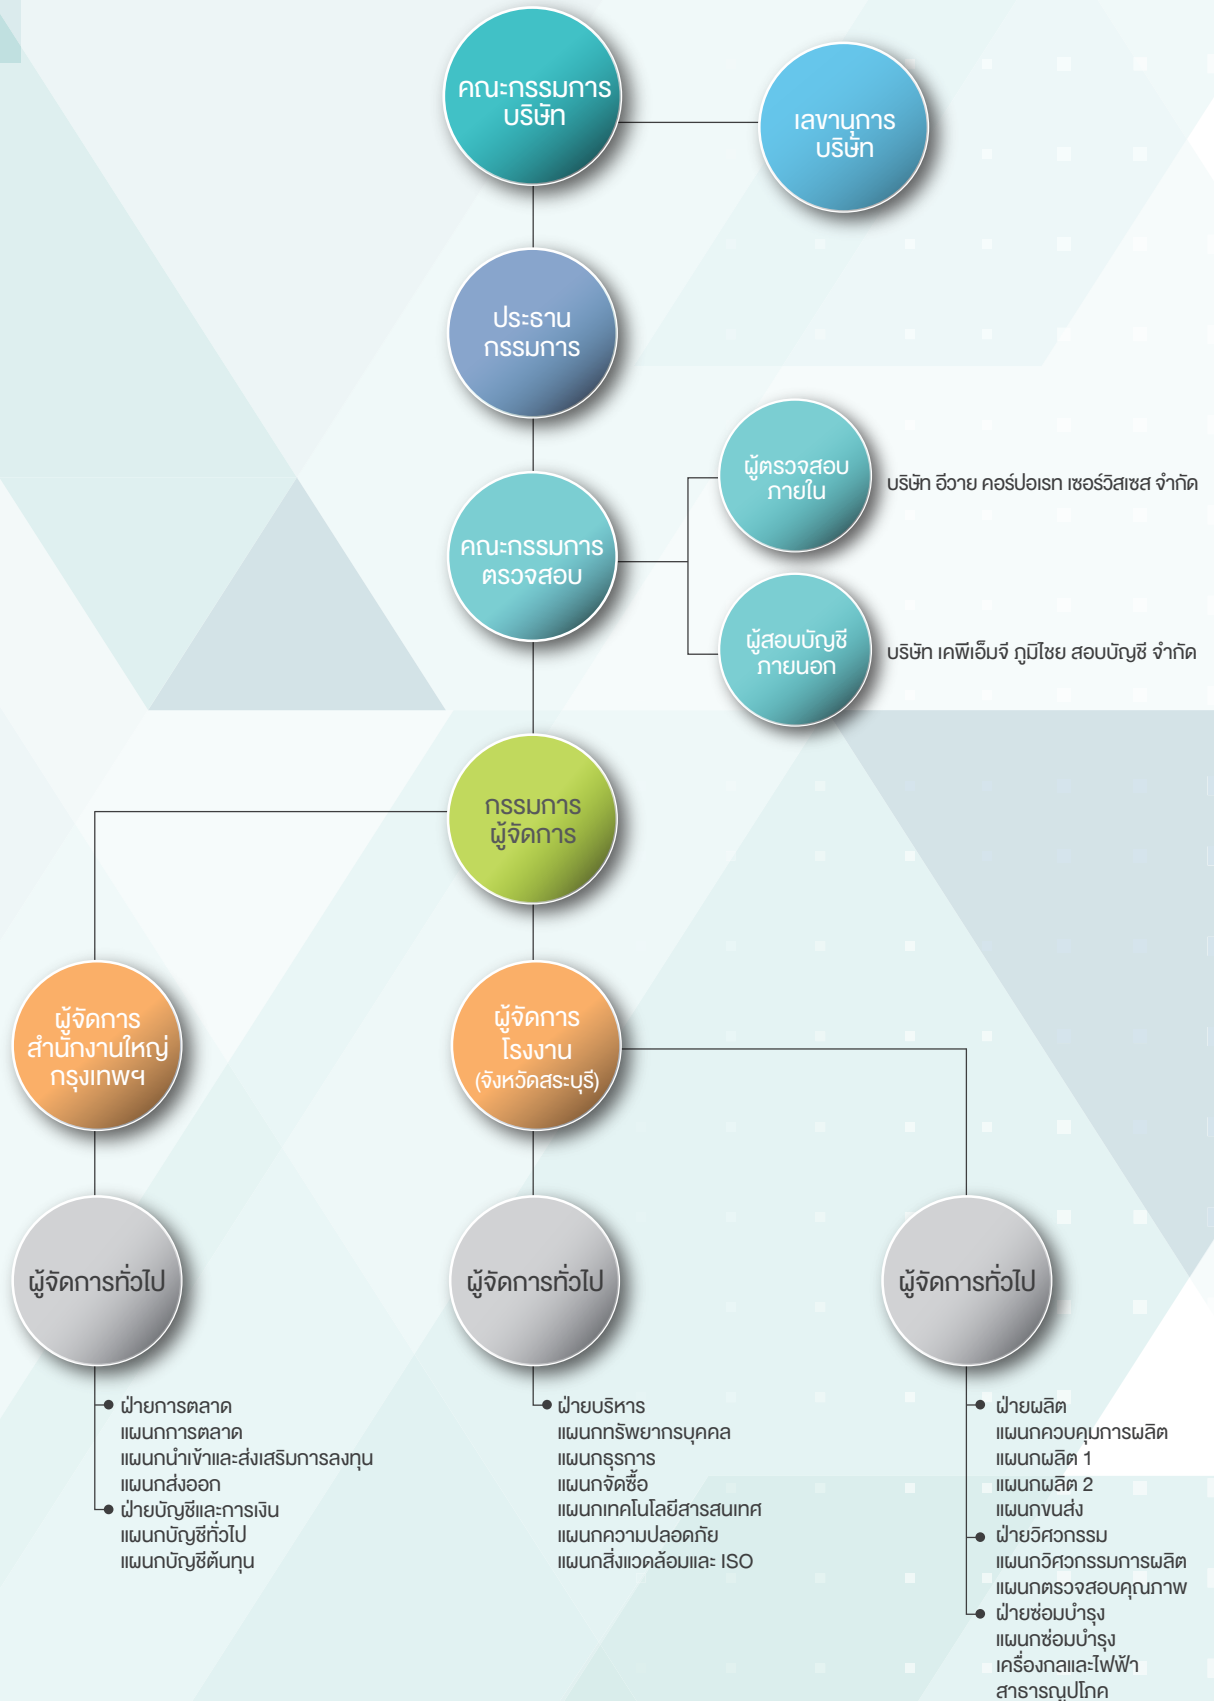 คณะกรรมการ
บริษัท
เลขานุการ
บริษัท
ประธาน
กรรมการ
ผู้ตรวจสอบ
ภายใน
บริษัท อีวาย คอร์ปอเรท เซอร์วิสเซส จำกัด
คณะกรรมการ
ตรวจสอบ
ผู้สอบบัญชี
ภายนอก
บริษัท เคพีเอ็มจี ภูมิไชย สอบบัญชี จำกัด
กรรมการ
ผู้จัดการ
ผู้จัดการ
สำนักงานใหญ่
กรุงเทพฯ
ผู้จัดการ
โรงงาน
(จังหวัดสระบุรี)
ผู้จัดการทั่วไป
ผู้จัดการทั่วไป
ผู้จัดการทั่วไป
ฝ่ายการตลาด
แผนกการตลาด
แผนกนำเข้าและส่งเสริมการลงทุน
แผนกส่งออก
ฝ่ายบัญชีและการเงิน
แผนกบัญชีทั่วไป
แผนกบัญชีต้นทุน
ฝ่ายบริหาร
แผนกทรัพยากรบุคคล
แผนกธุรการ
แผนกจัดซื้อ
แผนกเทคโนโลยีสารสนเทศ
แผนกความปลอดภัย
แผนกสิ่งแวดล้อมและ ISO
ฝ่ายผลิต
แผนกควบคุมการผลิต
แผนกผลิต 1
แผนกผลิต 2
แผนกขนส่ง
ฝ่ายวิศวกรรม
แผนกวิศวกรรมการผลิต
แผนกตรวจสอบคุณภาพ
ฝ่ายซ่อมบำรุง
แผนกซ่อมบำรุง
เครื่องกลและไฟฟ้า
สาธารณูปโภค